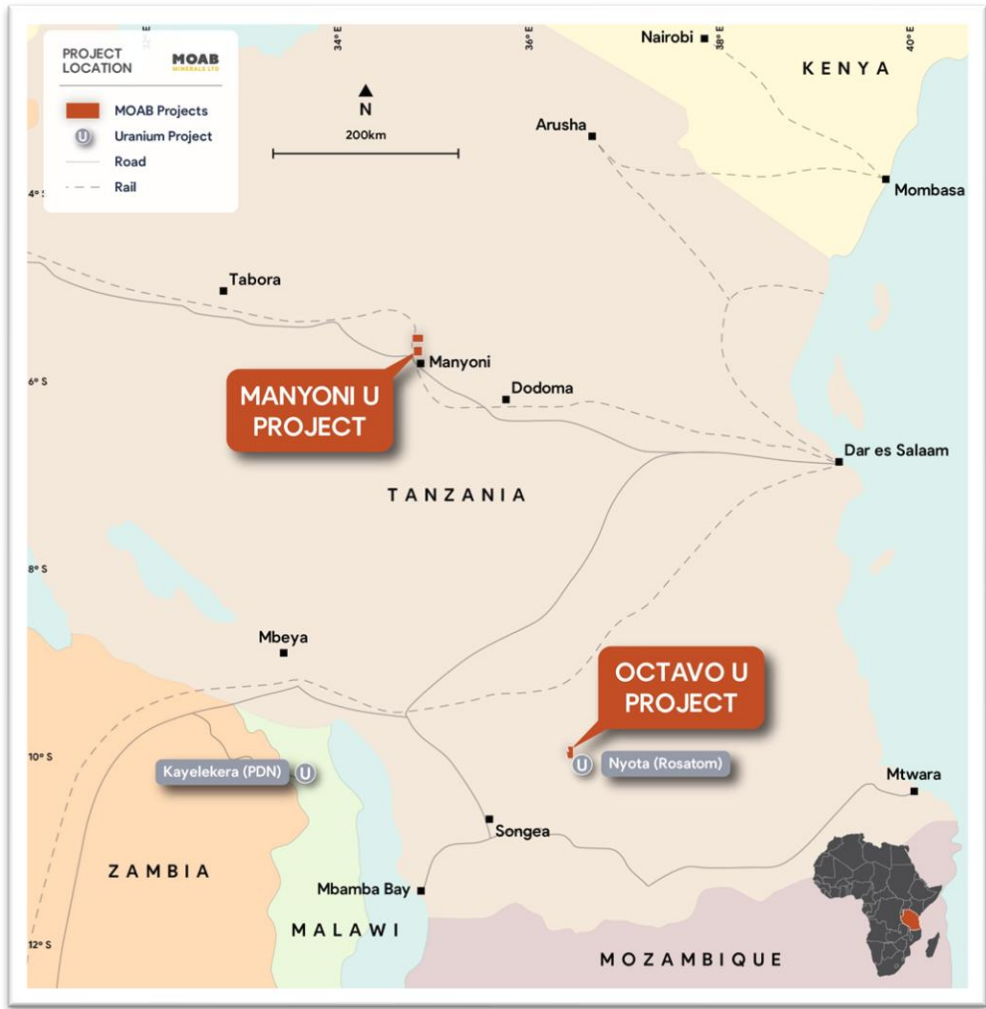 PROJECT
LOCATION
MOAB
MINERALS LTD
MOAB Projects
U
Uranium Project
Road
Rail
32° E
34° E
36° E
38° E
40° E
N
200km
Nairobi
KENYA
Arusha
4° S
Mombasa
Tabora
Manyoni
6° S
MANYONI U
PROJECT
Dodoma
Dar es Salaam
TANZANIA
8° S
Mbeya
OCTAVO U
PROJECT
10° S
Kayelekera (PDN)
U
U
Nyota (Rosatom)
Mtwara
Songea
ZAMBIA
Mbamba Bay
MALAWI
12° S
MOZAMBIQUE